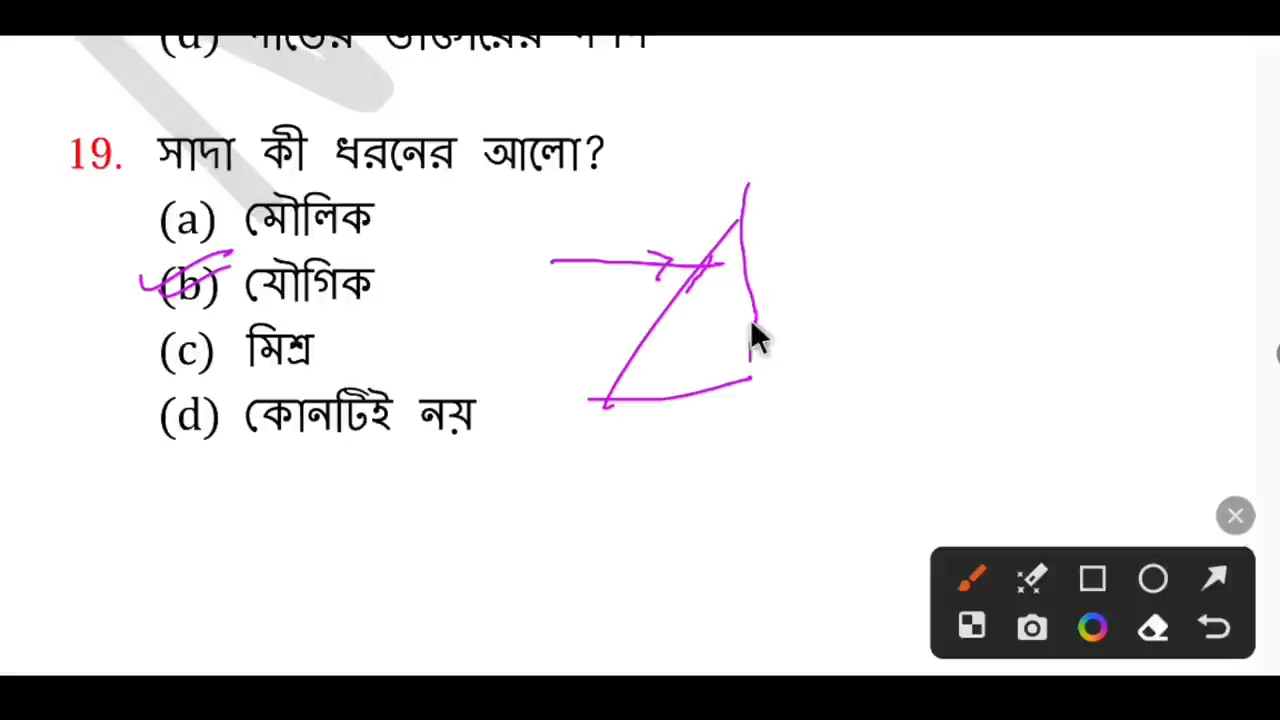 19. সাদা কী ধরনের আলো?
(a) মৌলিক
(b) যৌগিক
(c) মিশ্র
(d) কোনটিই নয়